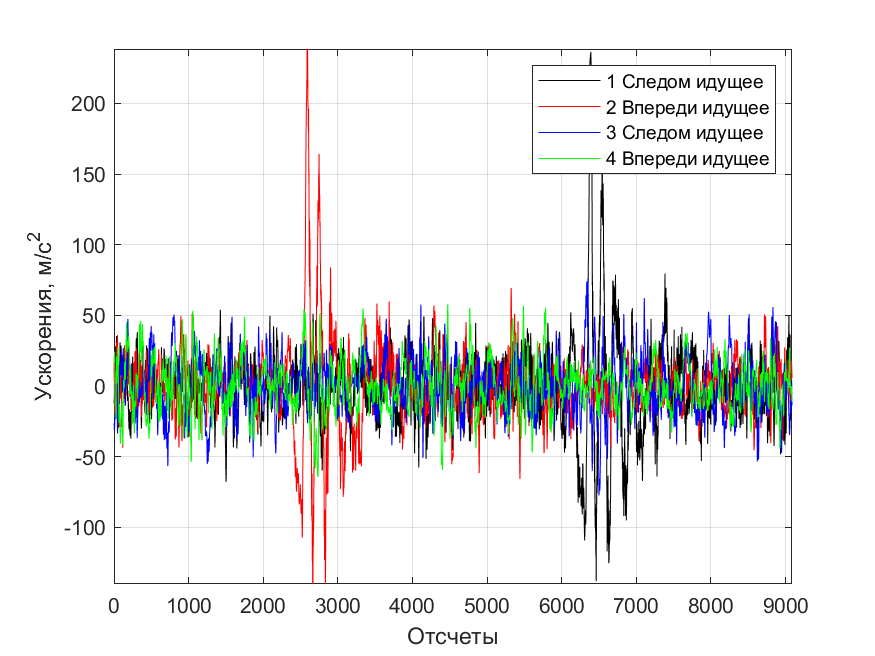 1 Следом идущее
2 Впереди идущее
3 Следом идущее
4 Впереди идущее
200
150
100
50
0
-50
-100
Ускорения, м/с²
0 1000 2000 3000 4000 5000 6000 7000 8000 9000
Отсчеты